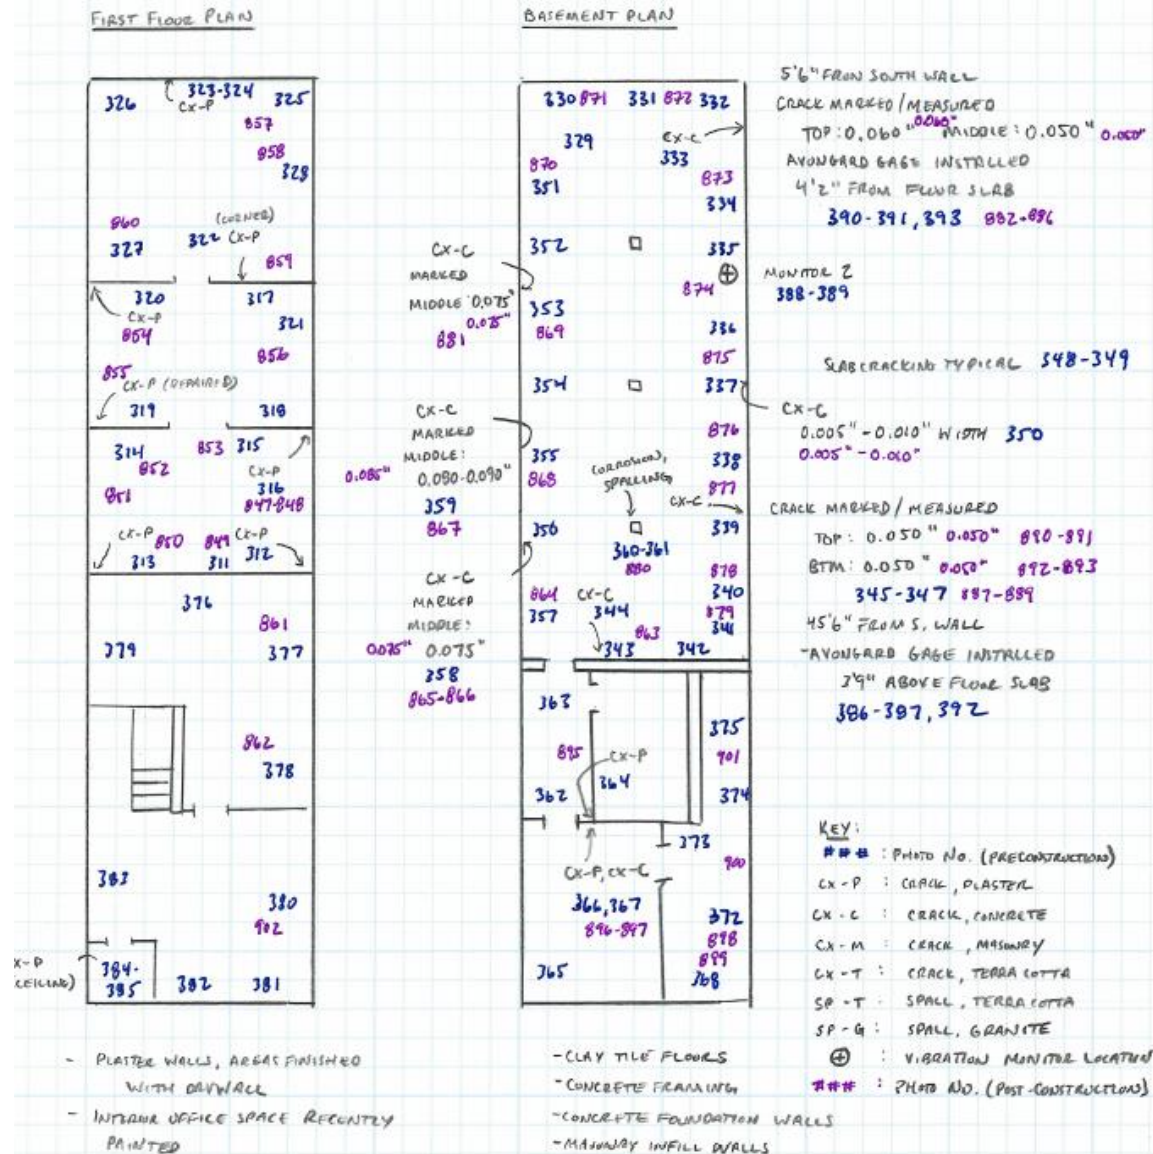 FIRST FLOOR PLAN
326
323-324
CX-P
325
857
858
328
860
327
(CORNER)
322 CX-P
859
320
317
CX-P
854
321
856
855
CX-P (REPAIRED)
319
318
314
853
315
852
CX-P
316
851
847-848
CX-P
850
849
CX-P
313
311
312
376
861
379
377
862
378
383
380
902
CEILING)
384-
385
382
381
- PLASTER WALLS, AREAS FINISHED
WITH DRYWALL
- INTERIOR OFFICE SPACE RECENTLY
PAINTED
BASEMENT PLAN
330 871 331 872 332
329
CX-C
333
870
351
873
334
352
335
CX-C
MARKED
MIDDLE: 0.075"
0.075"
881
874
353
869
336
875
354
337
CX-C
MARKED
MIDDLE:
0.085" 0.080-0.090"
359
867
355
868
876
338
CORROSION,
SPALLING
877
CX-C
356
339
360-361
880
878
CX-C
MARKED
MIDDLE:
0.075" 0.075"
358
865-866
864
CX-C
340
357
344
879
341
863
343
342
363
375
895
CX-P
901
364
362
374
373
CX-P, CX-C
900
366,367
896-897
372
898
899
365
368
- CLAY TILE FLOORS
- CONCRETE FRAMING
- CONCRETE FOUNDATION WALLS
- MASONRY INFILL WALLS
5'6" FROM SOUTH WALL
CRACK MARKED/MEASURED
TOP: 0.060" 0.060" MIDDLE: 0.050" 0.050"
AVONGARD GAGE INSTALLED
4'2" FROM FLOOR SLAB
390-391, 393 882-886
MONITOR 2
388-389
SLAB CRACKING TYPICAL 348-349
CX-C
0.005"-0.010" WIDTH 350
0.005"-0.010"
CRACK MARKED/MEASURED
TOP: 0.050" 0.050" 890-891
BTM: 0.050" 0.050" 892-893
345-347 887-889
45'6" FROM S. WALL
-AVONGARD GAGE INSTALLED
3'9" ABOVE FLOOR SLAB
386-387, 392
KEY:
### : PHOTO NO. (PRECONSTRUCTION)
CX-P : CRACK, PLASTER
CX-C : CRACK, CONCRETE
CX-M : CRACK, MASONRY
CX-T : CRACK, TERRA COTTA
SP-T : SPALL, TERRA COTTA
SP-G : SPALL, GRANITE
⊕ : VIBRATION MONITOR LOCATION
### : PHOTO NO. (POST-CONSTRUCTION)